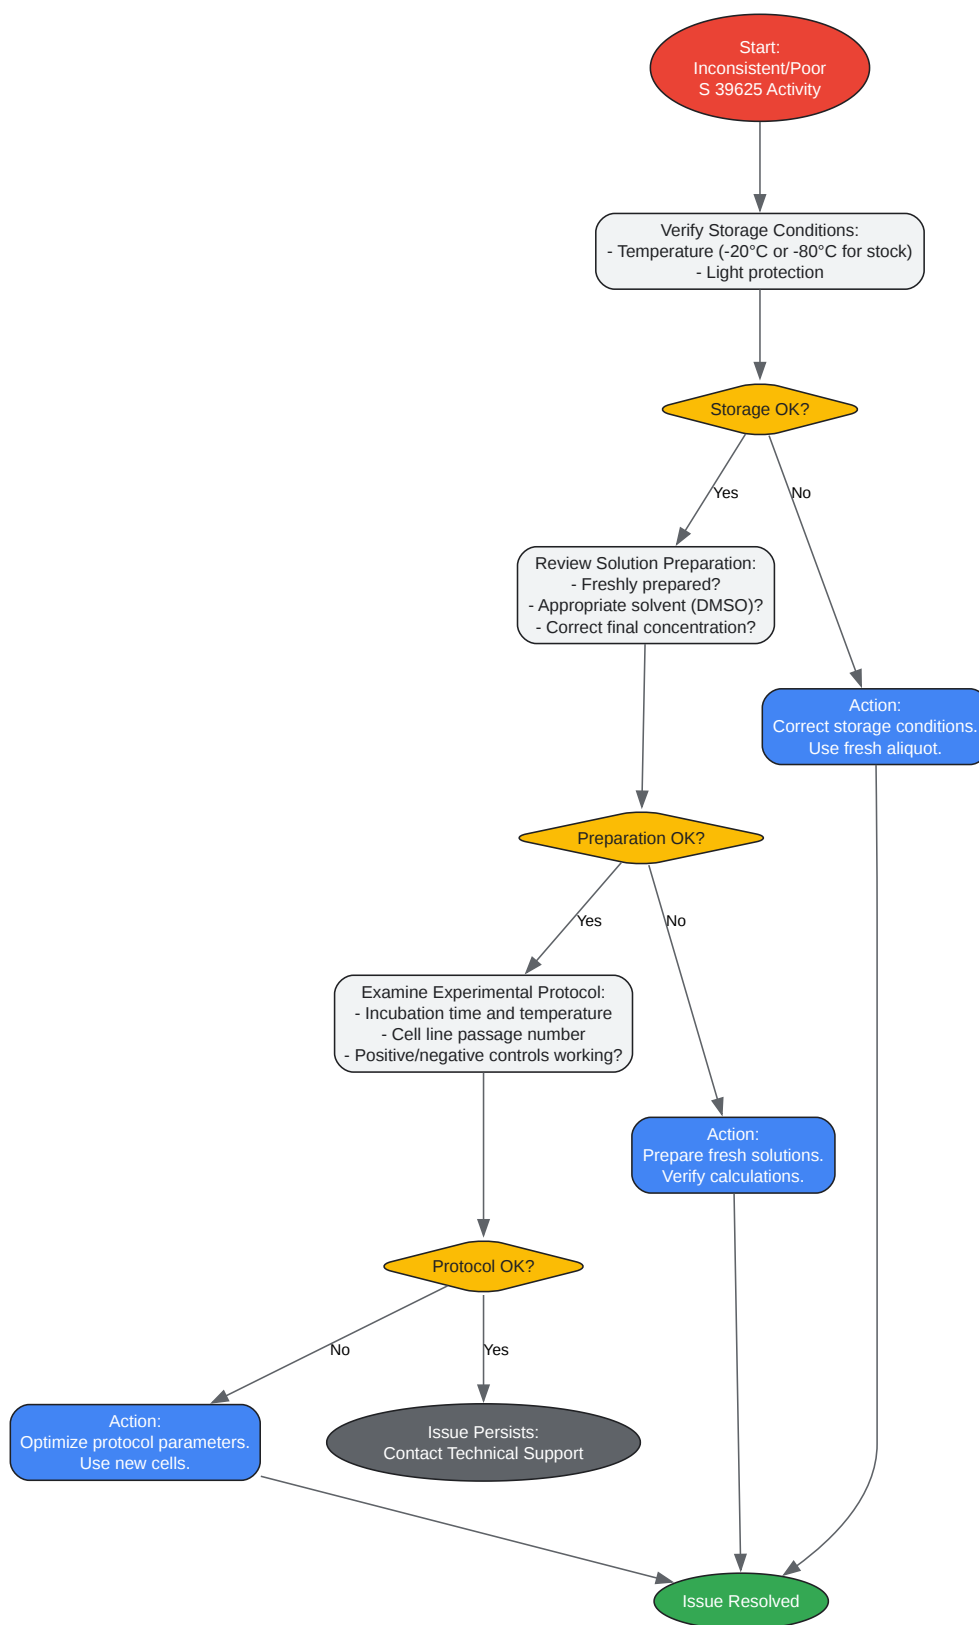 Start:
Inconsistent/Poor
S 39625 Activity
Verify Storage Conditions:
- Temperature (-20°C or -80°C for stock)
- Light protection
Storage OK?
Yes
No
Review Solution Preparation:
- Freshly prepared?
- Appropriate solvent (DMSO)?
- Correct final concentration?
Action:
Correct storage conditions.
Use fresh aliquot.
Preparation OK?
Yes
No
Examine Experimental Protocol:
- Incubation time and temperature
- Cell line passage number
- Positive/negative controls working?
Action:
Prepare fresh solutions.
Verify calculations.
Protocol OK?
No
Yes
Action:
Optimize protocol parameters.
Use new cells.
Issue Persists:
Contact Technical Support
Issue Resolved